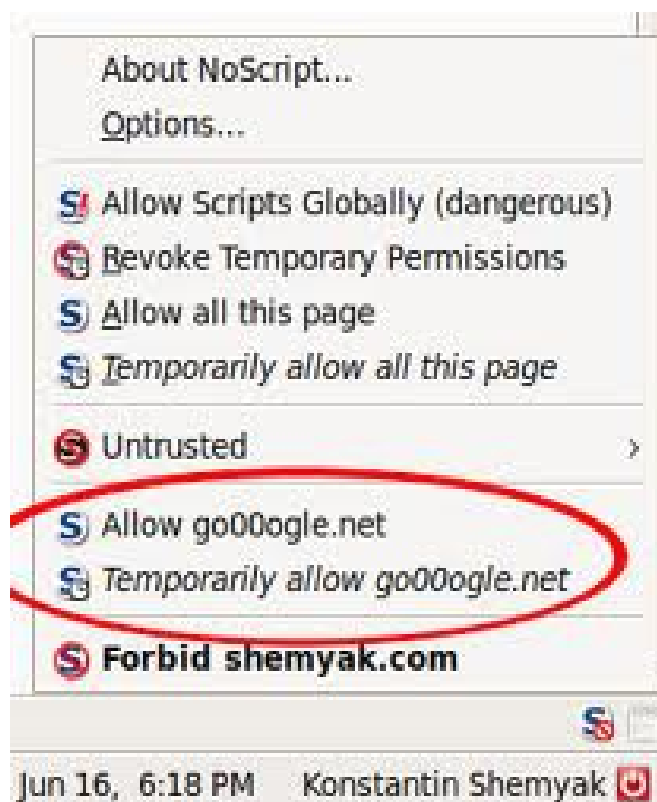 About NoScript...
Options...
Allow Scripts Globally (dangerous)
Revoke Temporary Permissions
Allow all this page
Temporarily allow all this page
Untrusted
Allow go00ogle.net
Temporarily allow go00ogle.net
Forbid shemyak.com
Jun 16, 6:18 PM Konstantin Shemyak